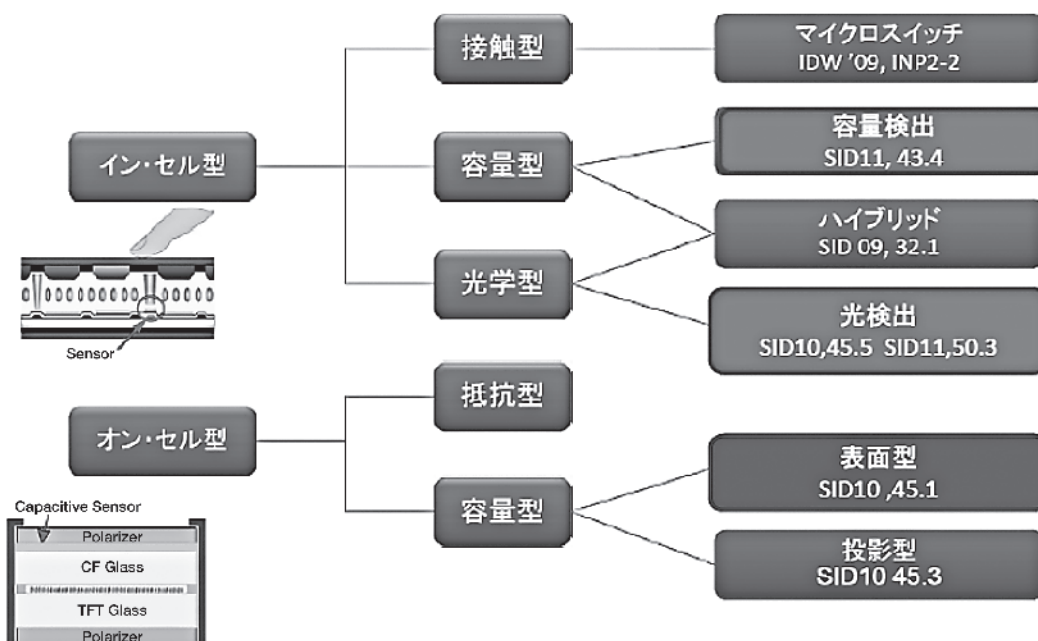 接触型
マイクロスイッチ
IDW '09, INP2-2
イン・セル型
容量型
容量検出
SID11, 43.4
ハイブリッド
SID 09, 32.1
光学型
光検出
SID10,45.5 SID11,50.3
Sensor
抵抗型
オン・セル型
表面型
SID10 ,45.1
容量型
投影型
SID10 45.3
Capacitive Sensor
Polarizer
CF Glass
TFT Glass
Polarizer